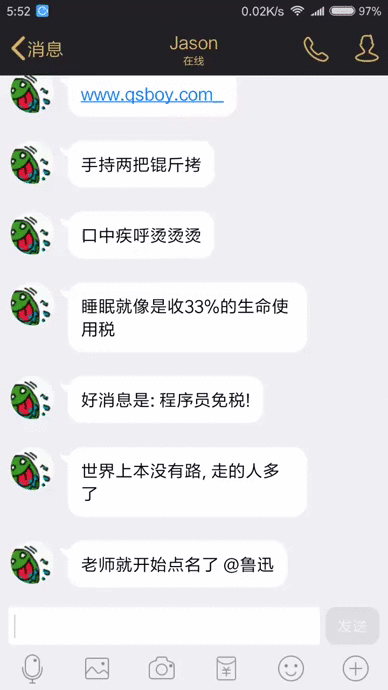 5:52
0.02K/s
97%
消息
Jason
在线
www.qsboy.com_
手持两把锟斤拷
口中疾呼烫烫烫
睡眠就像是收33%的生命使
用税
好消息是: 程序员免税!
世界上本没有路, 走的人多
了
老师就开始点名了 @鲁迅
发送